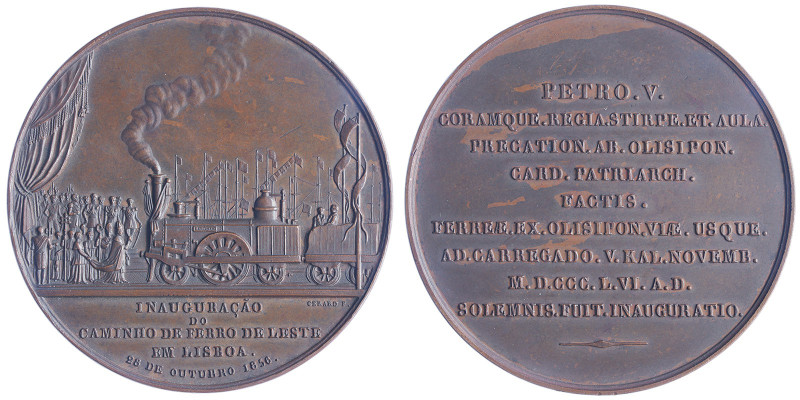 GERARD F.
INAUGURAÇÃO
DO
CAMINHO DE FERRO DE LESTE
EM LISBOA.
28 DE OUTUBRO 1856.
PETRO.V.
CORAMQUE.REGIA.STIRPE.ET.AULA.
PREGATION.AB.OLISIPON.
CARD.PATRIARCH.
FACTIS.
FERREÆ.EX.OLISIPON.VIÆ.USQUE.
AD.CARREGADO.V.KAL.NOVEMB.
M.D.CCC.L.VI.A.D.
SOLEMNIS.FUIT.INAUGURATIO.